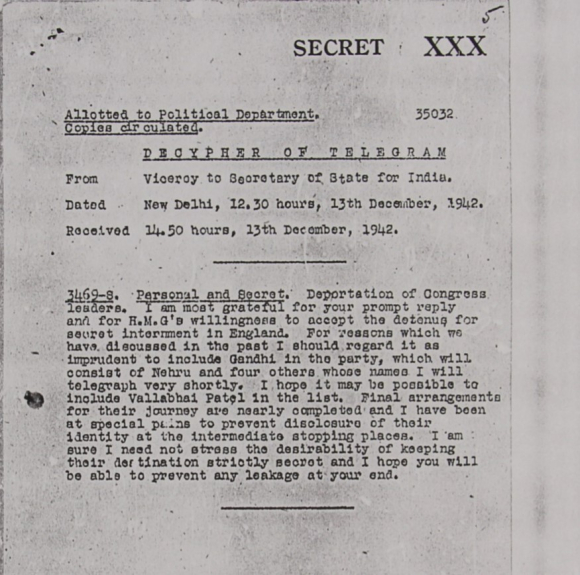 5
SECRET XXX
Allotted to Political Department. 35032.
Copies circulated.
DECYPHER OF TELEGRAM
From Viceroy to Secretary of State for India.
Dated New Delhi, 12.30 hours, 13th December, 1942.
Received 14.50 hours, 13th December, 1942.
3469-S. Personal and Secret. Deportation of Congress
leaders. I am most grateful for your prompt reply
and for H.M.G's willingness to accept the detenus for
secret internment in England. For reasons which we
have discussed in the past I should regard it as
imprudent to include Gandhi in the party, which will
consist of Nehru and four others whose names I will
telegraph very shortly. I hope it may be possible to
include Vallabhai Patel in the list. Final arrangements
for their journey are nearly completed and I have been
at special pains to prevent disclosure of their
identity at the intermediate stopping places. I am
sure I need not stress the desirability of keeping
their destination strictly secret and I hope you will
be able to prevent any leakage at your end.